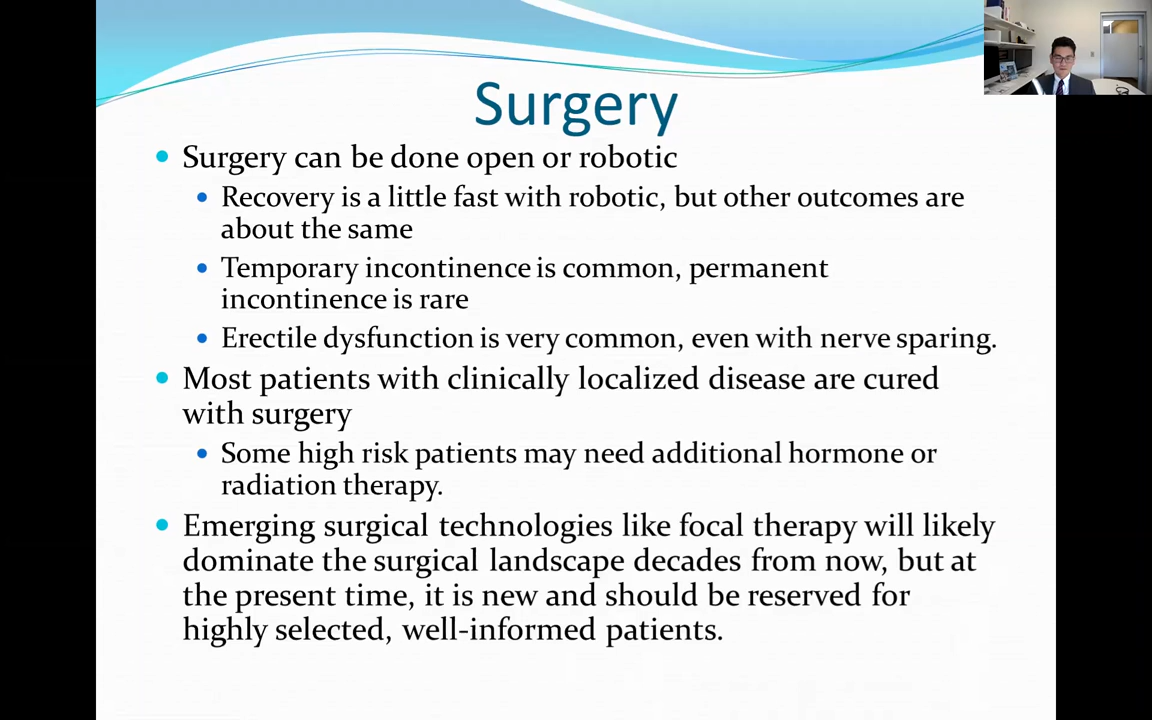 Surgery
Surgery can be done open or robotic
Recovery is a little fast with robotic, but other outcomes are
about the same
Temporary incontinence is common, permanent
incontinence is rare
Erectile dysfunction is very common, even with nerve sparing.
Most patients with clinically localized disease are cured
with surgery
Some high risk patients may need additional hormone or
radiation therapy.
Emerging surgical technologies like focal therapy will likely
dominate the surgical landscape decades from now, but at
the present time, it is new and should be reserved for
highly selected, well-informed patients.